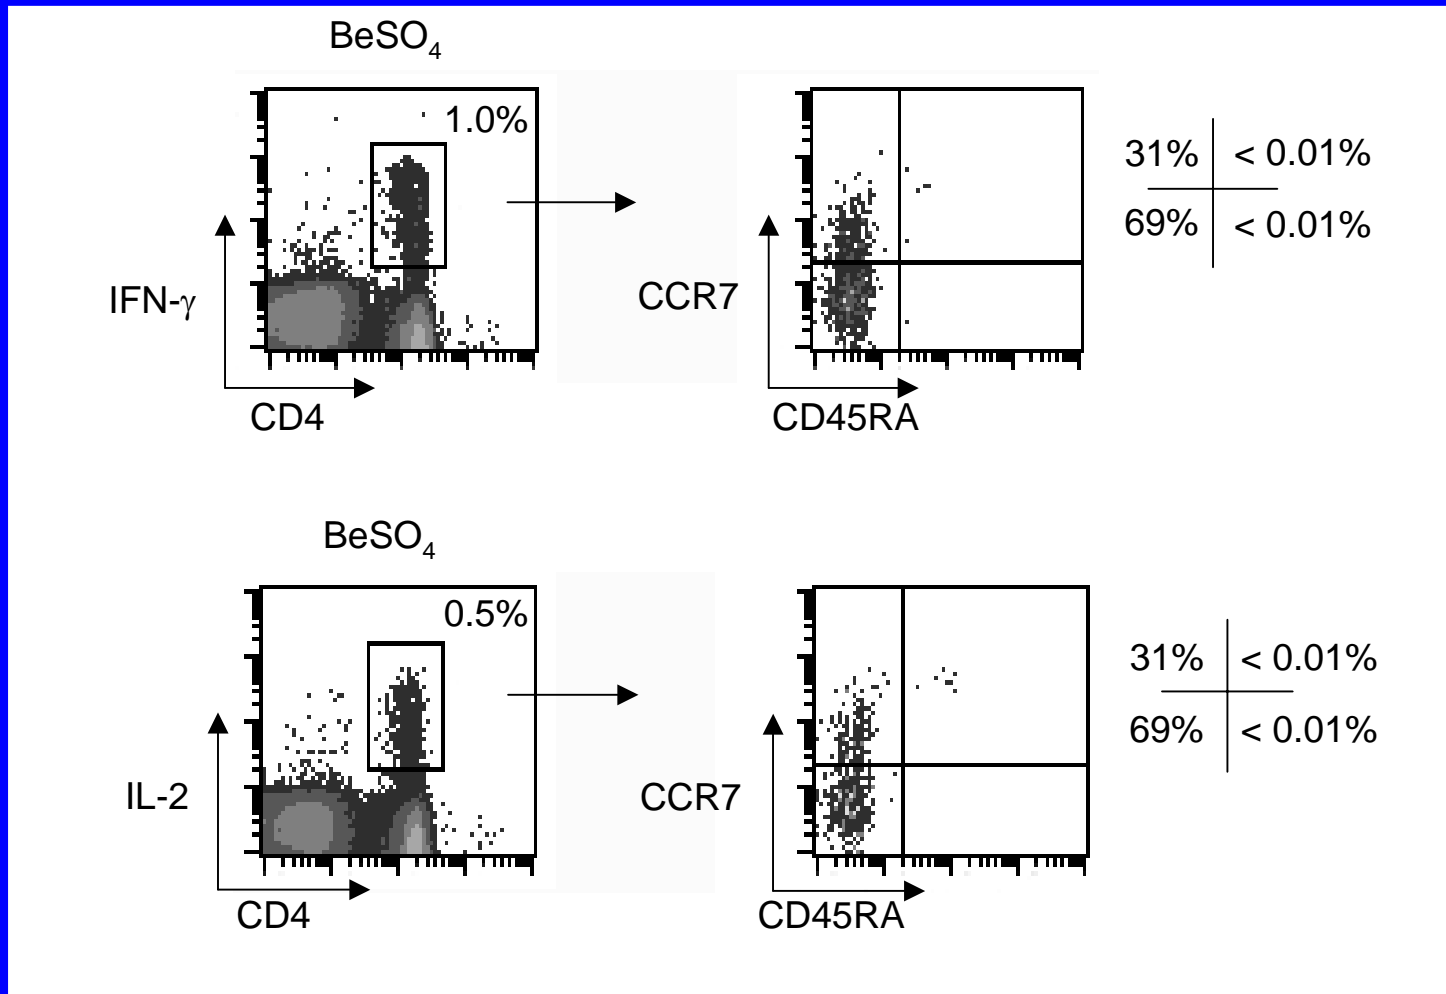 BeSO₄
1.0%
31% < 0.01%
69% < 0.01%
IFN-γ
CCR7
CD4
CD45RA
BeSO₄
0.5%
31% < 0.01%
69% < 0.01%
IL-2
CCR7
CD4
CD45RA